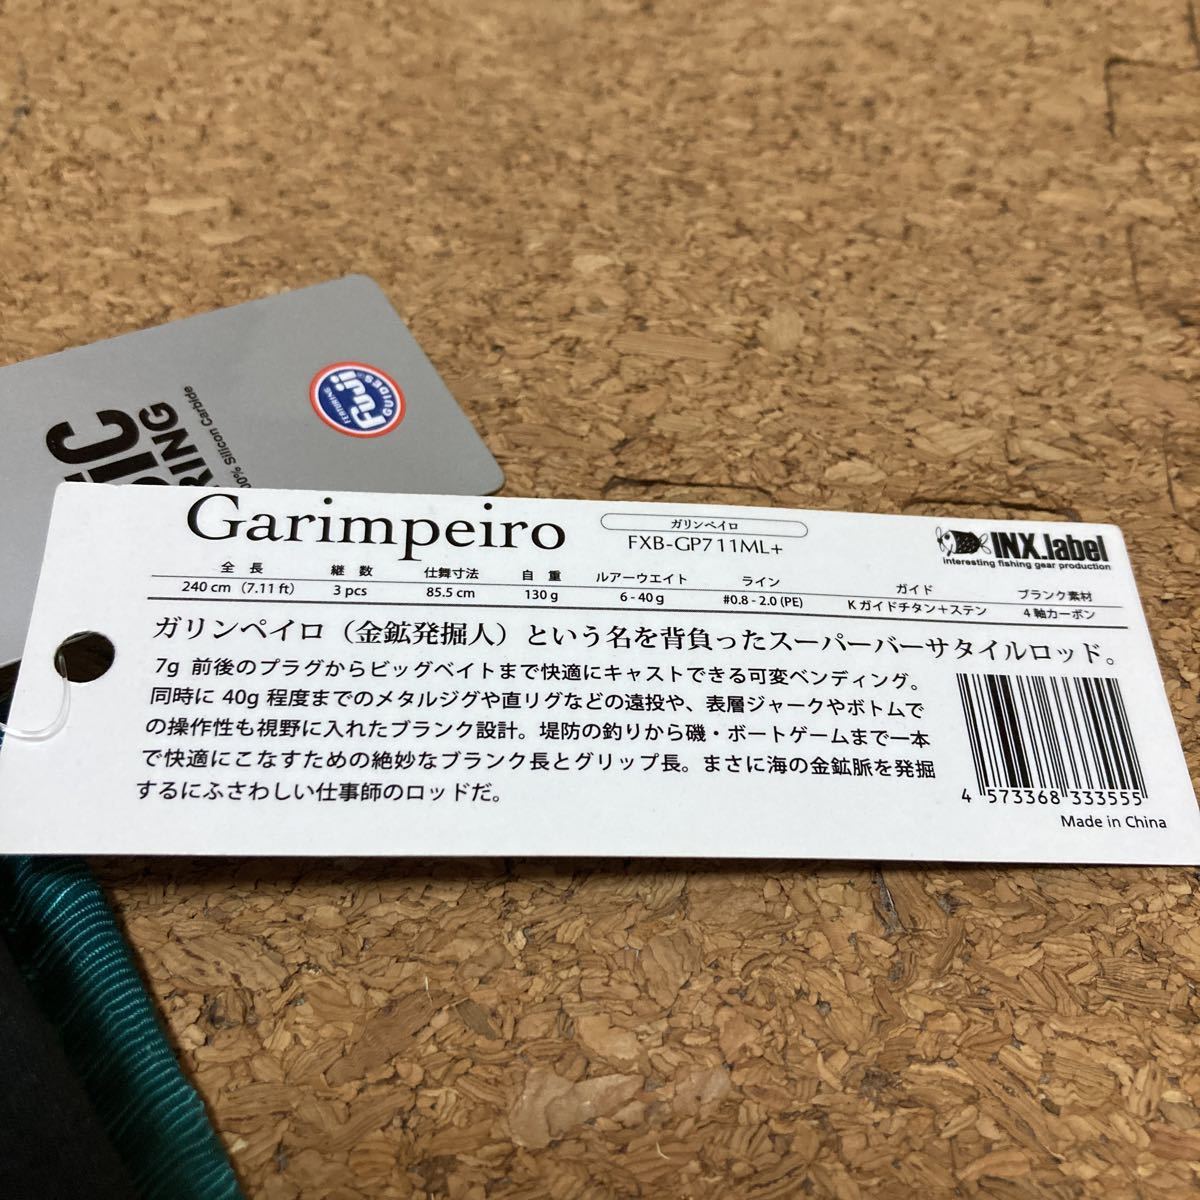 FEATURING
Fuji
GUIDES
100% Silicon Carbide
RING
Garimpeiro
ガリンペイロ
FXB-GP711ML+
INX.label
interesting fishing gear production
全長 継数 仕舞寸法 自重 ルアーウエイト ライン ガイド ブランク素材
240 cm (7.11 ft) 3 pcs 85.5 cm 130 g 6 - 40 g #0.8 - 2.0 (PE) Kガイドチタン+ステン 4軸カーボン
ガリンペイロ(金鉱発掘人)という名を背負ったスーパーバーサタイルロッド。
7g 前後のプラグからビッグベイトまで快適にキャストできる可変ベンディング。
同時に 40g 程度までのメタルジグや直リグなどの遠投や、表層ジャークやボトムで
の操作性も視野に入れたブランク設計。堤防の釣りから磯・ボートゲームまで一本
で快適にこなすための絶妙なブランク長とグリップ長。まさに海の金鉱脈を発掘
するにふさわしい仕事師のロッドだ。
4 573368 333555
Made in China